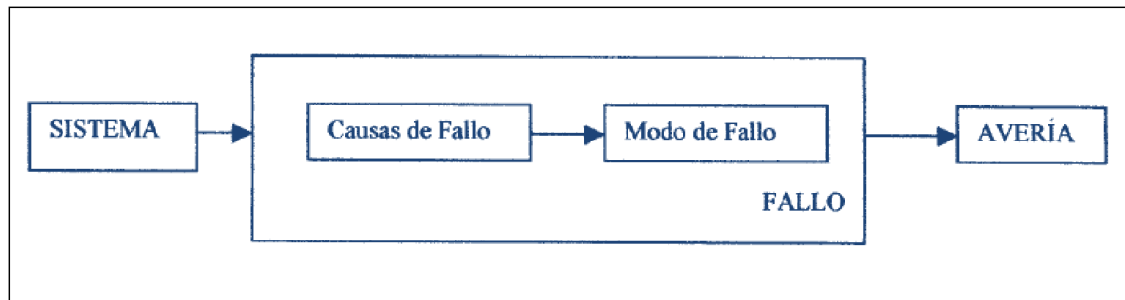 SISTEMA
Causas de Fallo
Modo de Fallo
AVERÍA
FALLO